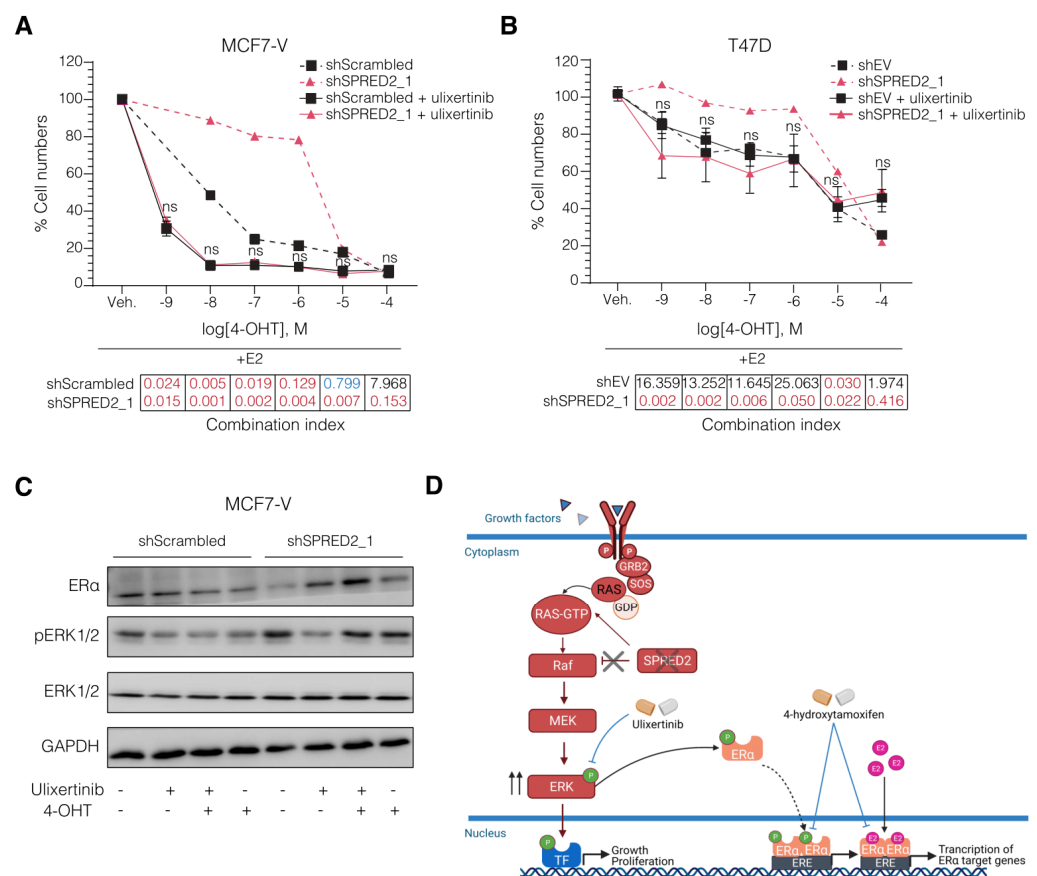 A
MCF7-V
shScrambled
shSPRED2_1
shScrambled + ulixertinib
shSPRED2_1 + ulixertinib
% Cell numbers
120
100
80
60
40
20
0
ns
ns
ns
ns
ns
ns
Veh.
-9
-8
-7
-6
-5
-4
log[4-OHT], M
+E2
shScrambled 0.024 0.005 0.019 0.129 0.799 7.968
shSPRED2_1 0.015 0.001 0.002 0.004 0.007 0.153
Combination index
B
T47D
shEV
shSPRED2_1
shEV + ulixertinib
shSPRED2_1 + ulixertinib
% Cell numbers
120
100
80
60
40
20
0
ns
ns
ns
ns
ns
ns
Veh.
-9
-8
-7
-6
-5
-4
log[4-OHT], M
+E2
shEV 16.359 13.252 11.645 25.063 0.030 1.974
shSPRED2_1 0.002 0.002 0.006 0.050 0.022 0.416
Combination index
C
MCF7-V
shScrambled shSPRED2_1
ERα
pERK1/2
ERK1/2
GAPDH
Ulixertinib - + + - - + + -
4-OHT - - + + - - + +
D
Growth factors
Cytoplasm
P P
GRB2
SOS
RAS
GDP
RAS-GTP
Raf
SPRED2
MEK
Ulixertinib
4-hydroxytamoxifen
P
ERα
P
ERK
E2
E2
E2
Nucleus
P
TF
Growth
Proliferation
P P
ERα ERα
ERE
E2 E2
ERα ERα
ERE
Trancription of
ERα target genes